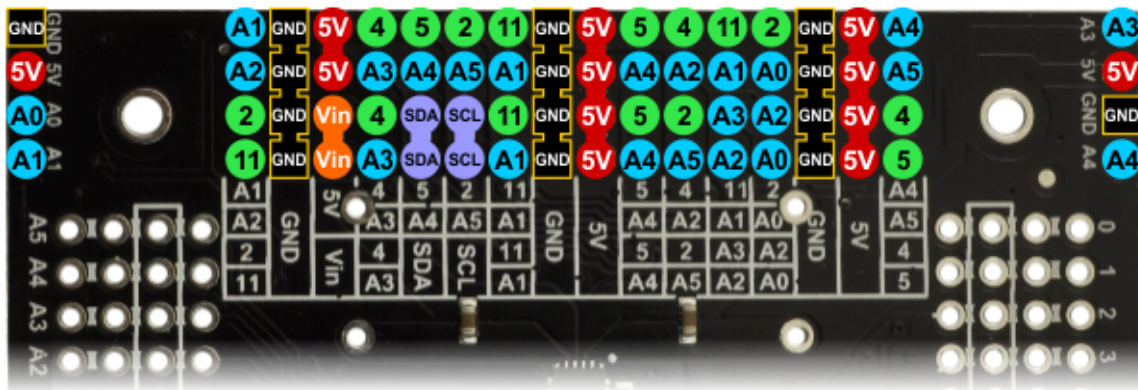 GND GND A1 GND 5V 4 5 2 11 GND 5V 5 4 11 2 GND 5V A4 A3 A3
5V 5V A2 GND 5V A3 A4 A5 A1 GND 5V A4 A2 A1 A0 GND 5V A5 5V 5V
A0 A0 2 GND Vin 4 SDA SCL 11 GND 5V 5 2 A3 A2 GND 5V 4 GND GND
A1 A1 11 GND Vin A3 SDA SCL A1 GND 5V A4 A5 A2 A0 GND 5V 5 A4 A4
A1 GND 5V 4 5 2 11 GND 5V 5 4 11 2 GND 5V A4
A2 A3 A4 A5 A1 A4 A2 A1 A0 A5
2 Vin 4 SDA SCL 11 5 2 A3 A2 4
11 A3 A1 A4 A5 A2 A0 5
A5 0
A4 1
A3 2
A2 3